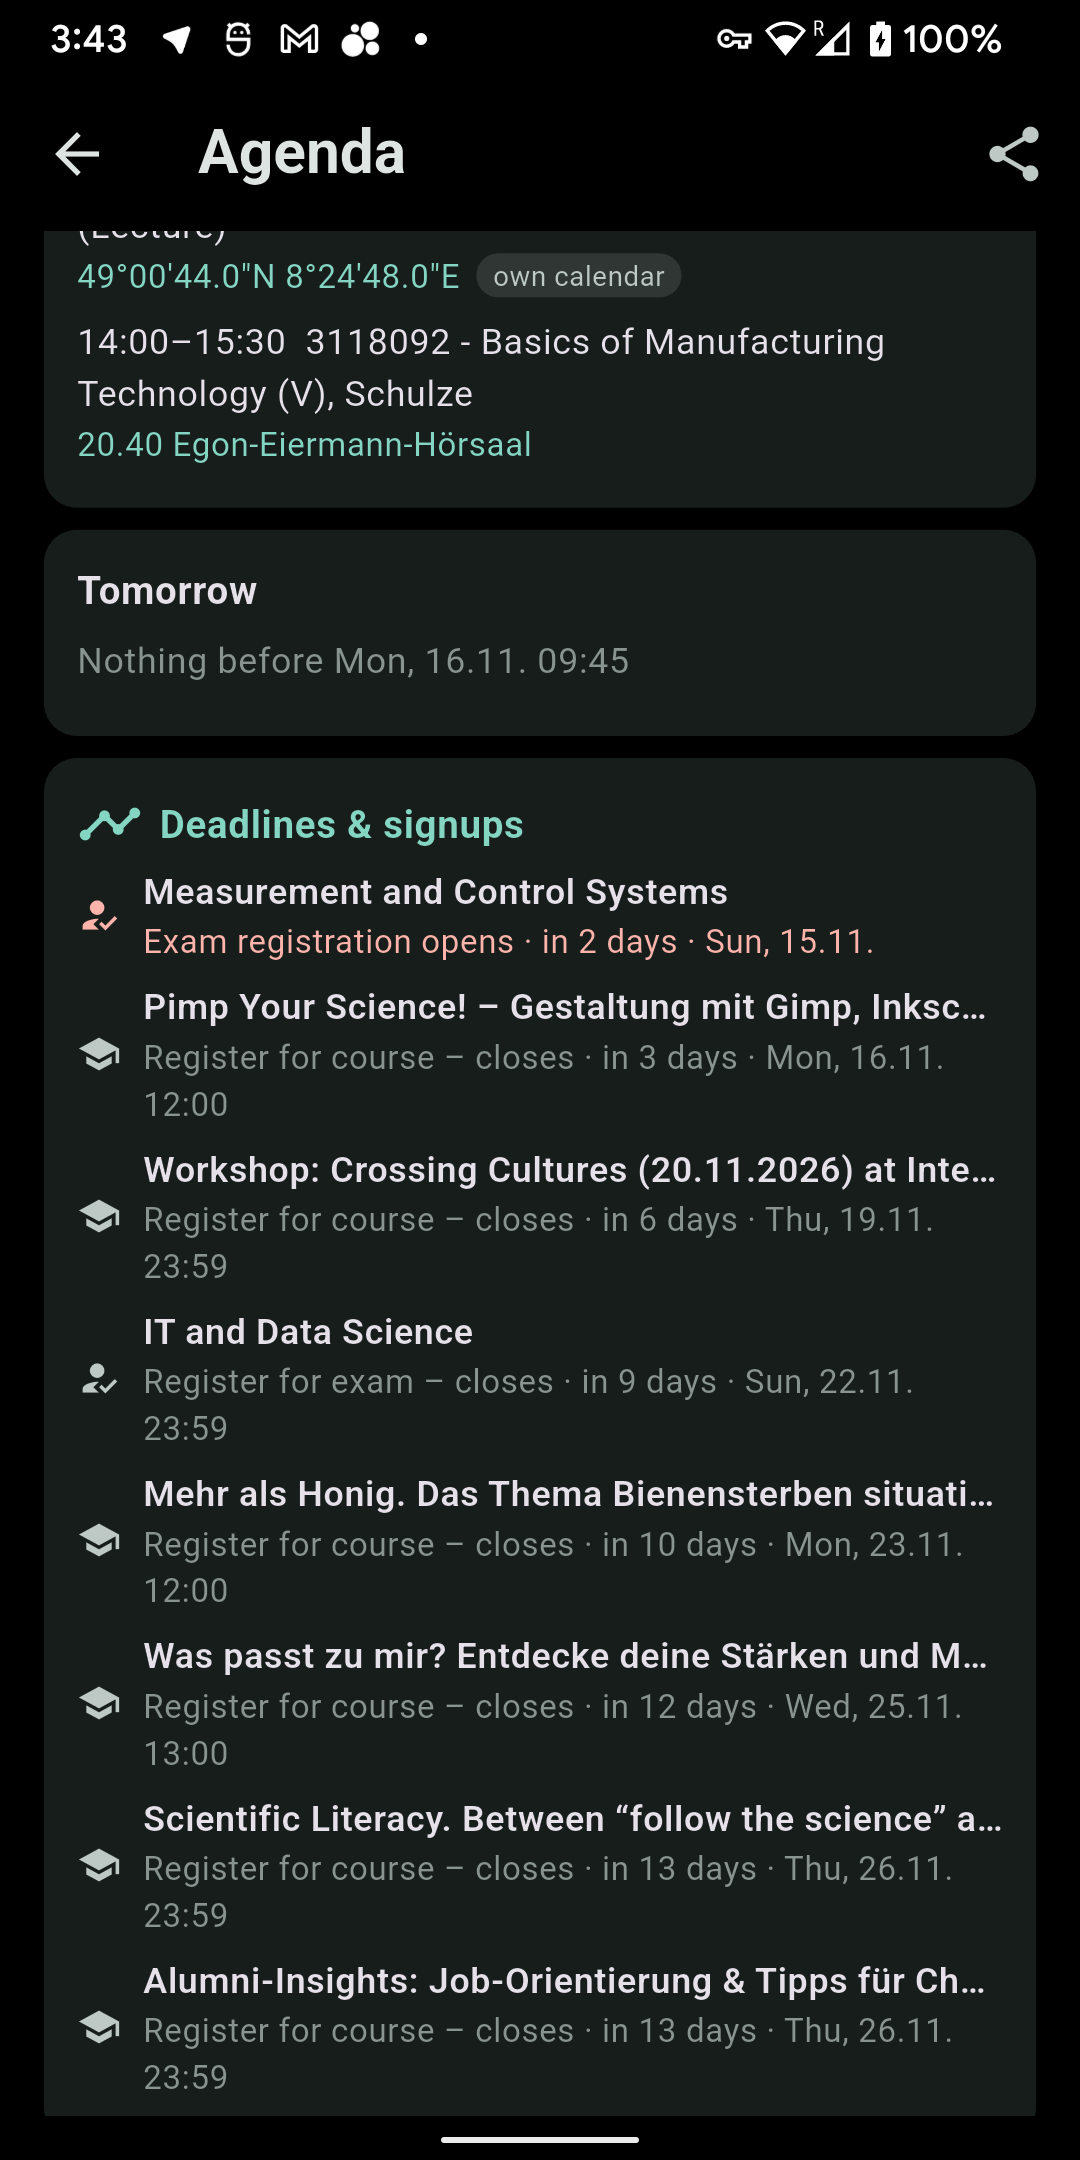 3:43
R
100%
Agenda
(Lecture)
49°00'44.0"N 8°24'48.0"E own calendar
14:00–15:30 3118092 - Basics of Manufacturing
Technology (V), Schulze
20.40 Egon-Eiermann-Hörsaal
Tomorrow
Nothing before Mon, 16.11. 09:45
Deadlines & signups
Measurement and Control Systems
Exam registration opens · in 2 days · Sun, 15.11.
Pimp Your Science! – Gestaltung mit Gimp, Inksc…
Register for course – closes · in 3 days · Mon, 16.11.
12:00
Workshop: Crossing Cultures (20.11.2026) at Inte…
Register for course – closes · in 6 days · Thu, 19.11.
23:59
IT and Data Science
Register for exam – closes · in 9 days · Sun, 22.11.
23:59
Mehr als Honig. Das Thema Bienensterben situati…
Register for course – closes · in 10 days · Mon, 23.11.
12:00
Was passt zu mir? Entdecke deine Stärken und M…
Register for course – closes · in 12 days · Wed, 25.11.
13:00
Scientific Literacy. Between “follow the science” a…
Register for course – closes · in 13 days · Thu, 26.11.
23:59
Alumni-Insights: Job-Orientierung & Tipps für Ch…
Register for course – closes · in 13 days · Thu, 26.11.
23:59